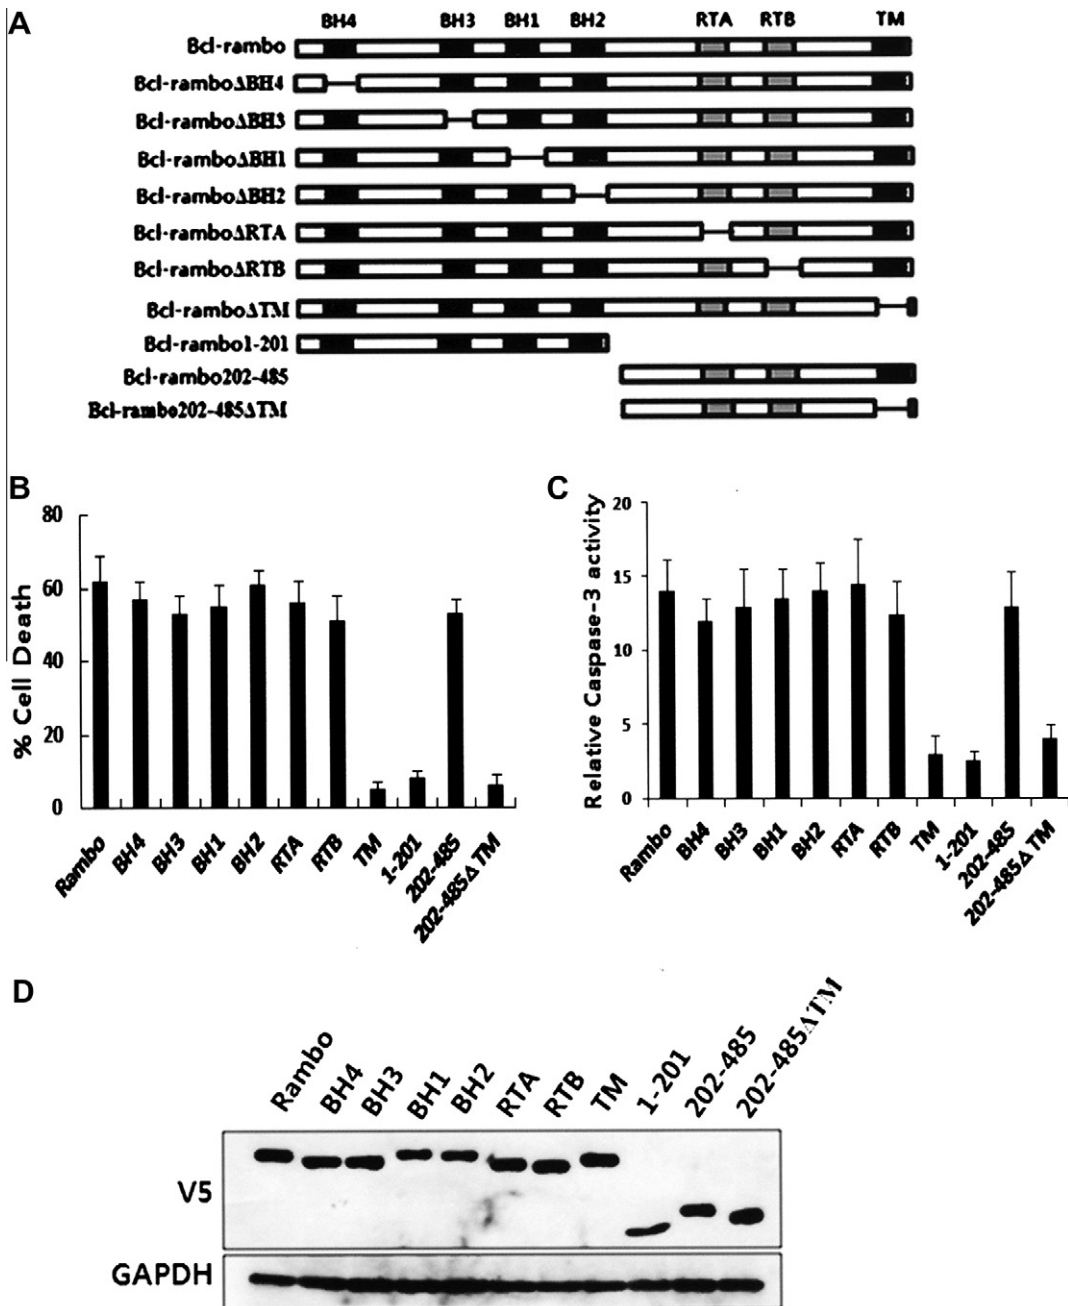 A
BH4 BH3 BH1 BH2 RTA RTB TM
Bcl-rambo
Bcl-ramboΔBH4
Bcl-ramboΔBH3
Bcl-ramboΔBH1
Bcl-ramboΔBH2
Bcl-ramboΔRTA
Bcl-ramboΔRTB
Bcl-ramboΔTM
Bcl-rambo1-201
Bcl-rambo202-485
Bcl-rambo202-485ΔTM
B
% Cell Death
80
60
40
20
0
Rambo BH4 BH3 BH1 BH2 RTA RTB TM 1-201 202-485 202-485ΔTM
C
Relative Caspase-3 activity
20
15
10
5
0
Rambo BH4 BH3 BH1 BH2 RTA RTB TM 1-201 202-485 202-485ΔTM
D
Rambo BH4 BH3 BH1 BH2 RTA RTB TM 1-201 202-485 202-485ΔTM
V5
GAPDH